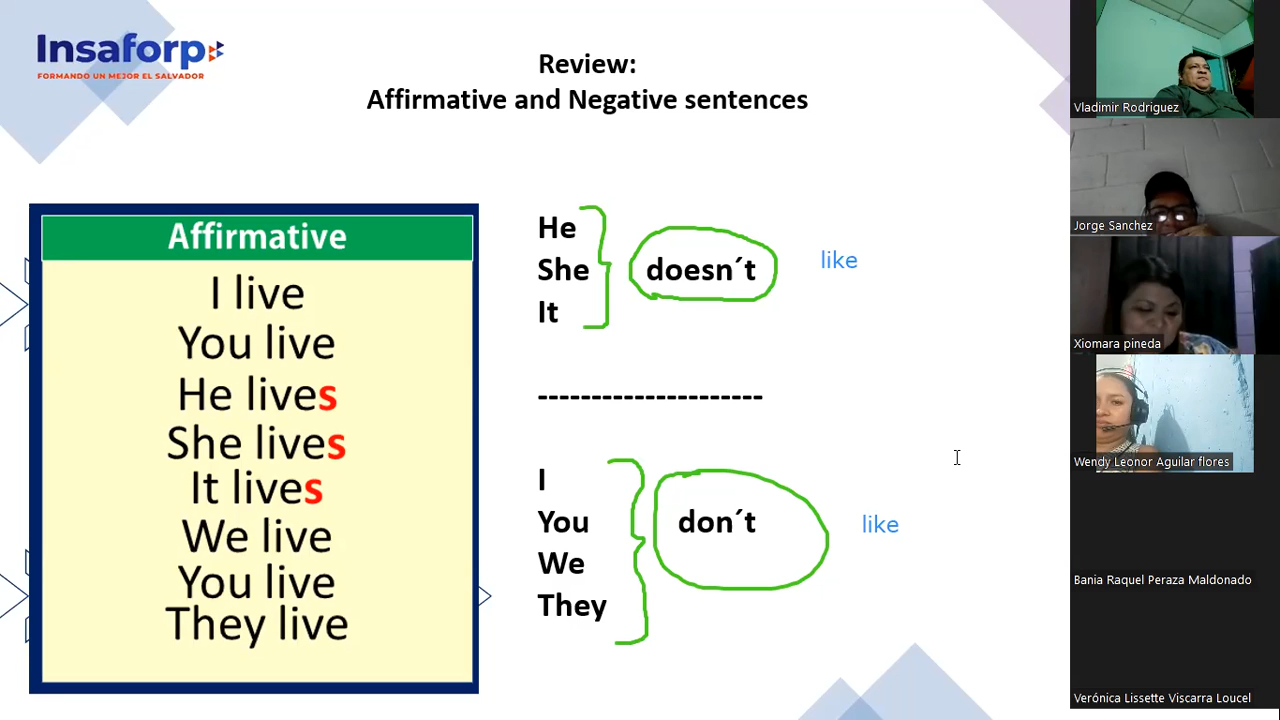 Insaforp
FORMANDO UN MEJOR EL SALVADOR
Review:
Affirmative and Negative sentences
Affirmative
I live
You live
He lives
She lives
It lives
We live
You live
They live
He
She
It
doesn´t
like
---------------------
I
You
We
They
don´t
like
Vladimir Rodriguez
Jorge Sanchez
Xiomara pineda
Wendy Leonor Aguilar flores
Bania Raquel Peraza Maldonado
Verónica Lissette Viscarra Loucel